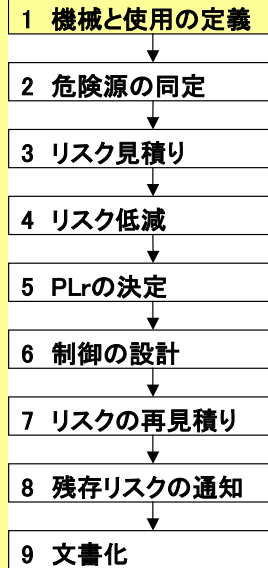 1 機械と使用の定義
2 危険源の同定
3 リスク見積り
4 リスク低減
5 PLrの決定
6 制御の設計
7 リスクの再見積り
8 残存リスクの通知
9 文書化